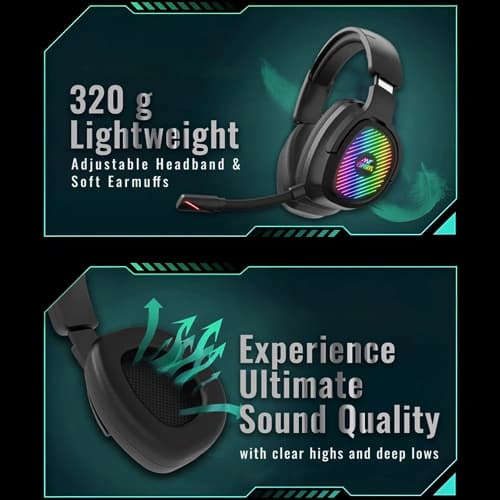 320 g
Lightweight
Adjustable Headband &
Soft Earmuffs
Experience
Ultimate
Sound Quality
with clear highs and deep lows